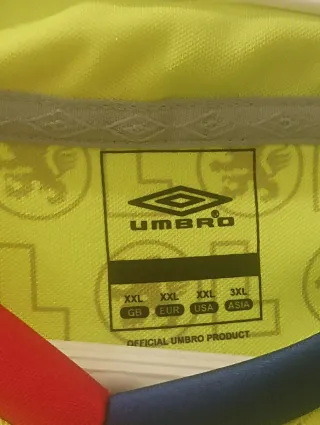 UMBRO
XXL XXL XXL 3XL
GB EUR USA ASIA
OFFICIAL UMBRO PRODUCT